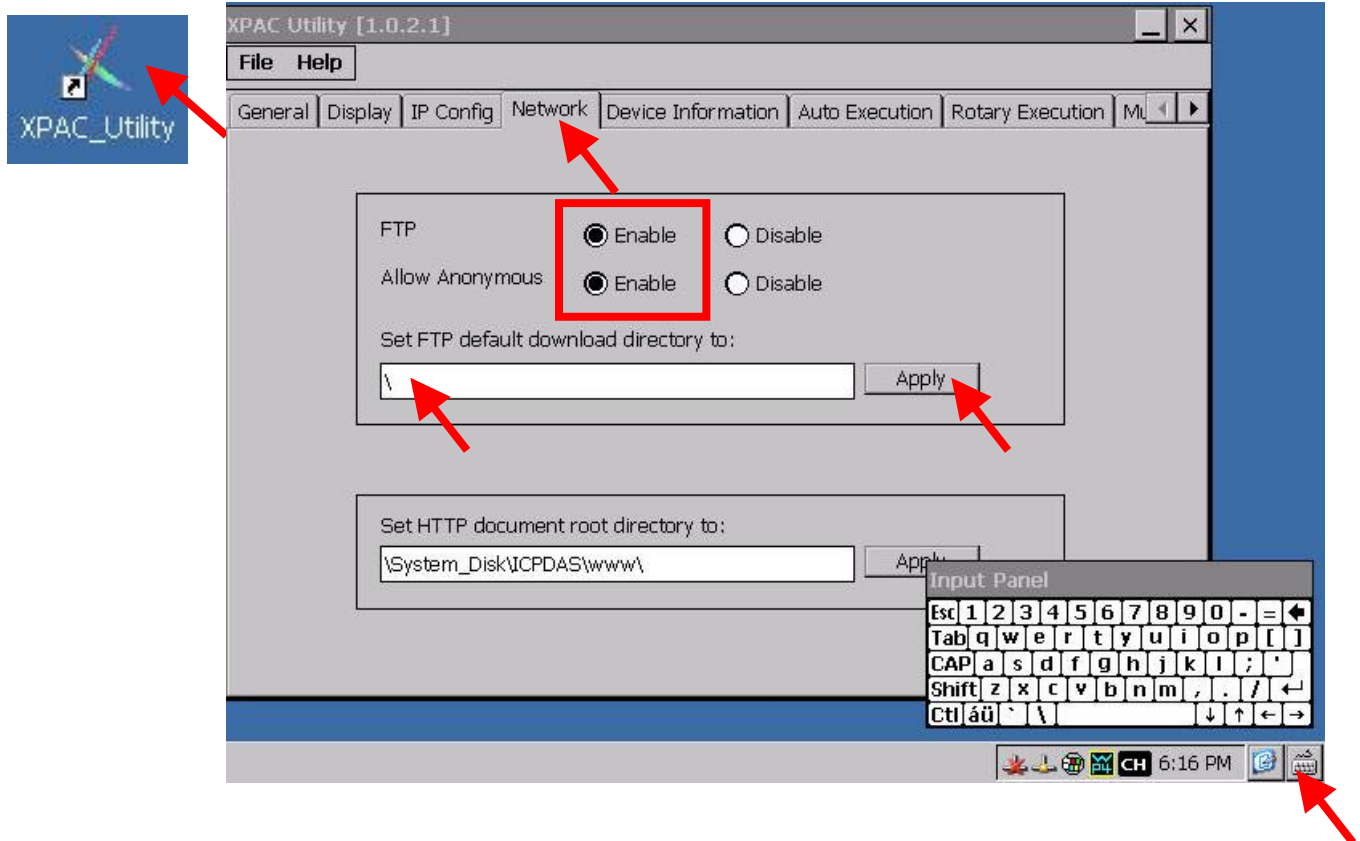 XPAC_Utility
XPAC Utility [1.0.2.1]
File Help
General Display IP Config Network Device Information Auto Execution Rotary Execution
FTP Enable Disable
Allow Anonymous Enable Disable
Set FTP default download directory to:
\ Apply
Set HTTP document root directory to:
\System_Disk\ICPDAS\www\
Input Panel
Esc 1 2 3 4 5 6 7 8 9 0 - =
Tab q w e r t y u i o p [ ]
CAP a s d f g h j k l ; '
Shift z x c v b n m , . / ↵
Ctl áü ` \ ↓ ↑ ← →
CH 6:16 PM